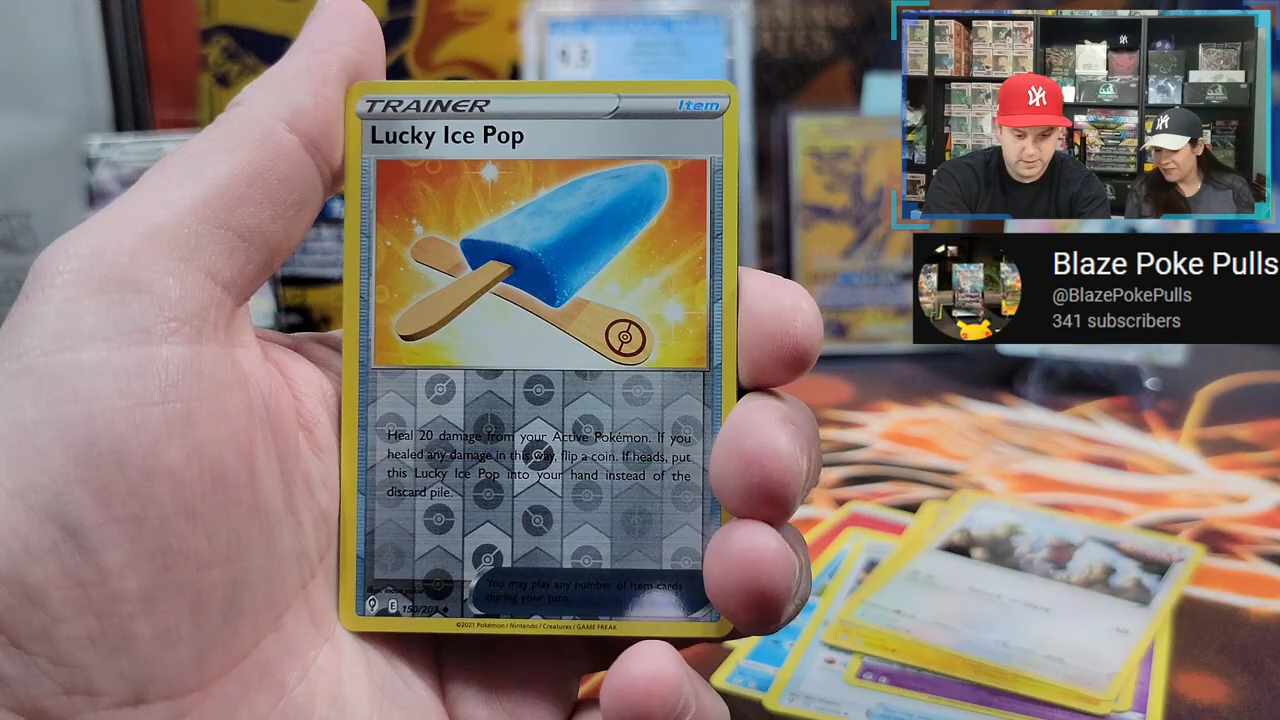 TRAINER
Item
Lucky Ice Pop
Heal 20 damage from your Active Pokémon. If you
healed any damage in this way, flip a coin. If heads, put
this Lucky Ice Pop into your hand instead of the
discard pile.
You may play any number of Item cards
during your turn.
E 150/203
©2021 Pokémon / Nintendo / Creatures / GAME FREAK
Blaze Poke Pulls
@BlazePokePulls
341 subscribers